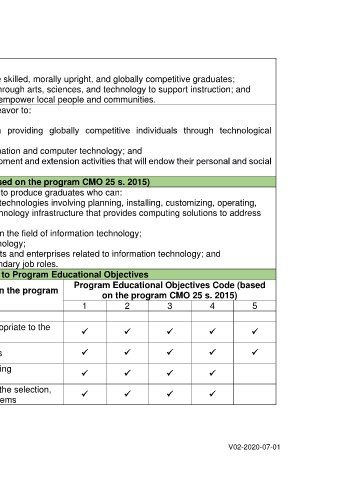 e skilled, morally upright, and globally competitive graduates;
hrough arts, sciences, and technology to support instruction; and
empower local people and communities.
eavor to:
n providing globally competitive individuals through technological
nation and computer technology; and
pment and extension activities that will endow their personal and social
sed on the program CMO 25 s. 2015)
to produce graduates who can:
technologies involving planning, installing, customizing, operating,
hnology infrastructure that provides computing solutions to address
in the field of information technology;
nology;
ts and enterprises related to information technology; and
ndary job roles.
to Program Educational Objectives
n the program
Program Educational Objectives Code (based
on the program CMO 25 s. 2015)
1 2 3 4 5
opriate to the
✓ ✓ ✓ ✓ ✓
s ✓ ✓ ✓ ✓ ✓
ing
✓ ✓ ✓ ✓
the selection,
✓ ✓ ✓ ✓
ems
V02-2020-07-01